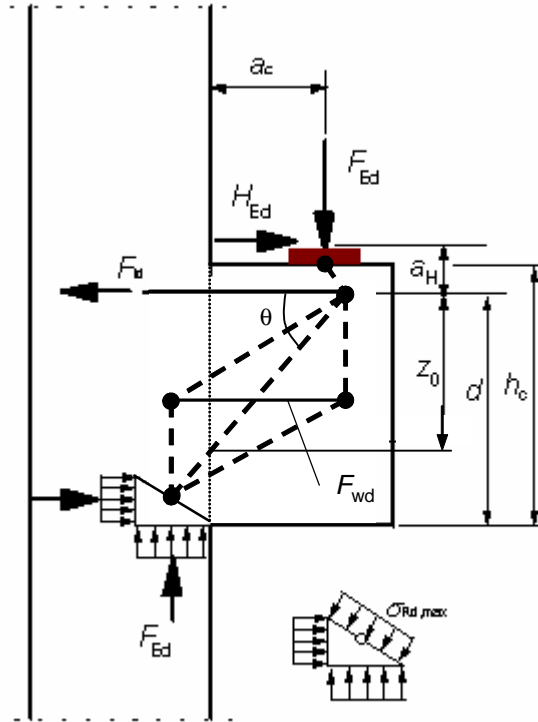 a_c
F_Ed
H_Ed
F_td
a_H
θ
z_0
d
h_c
F_wd
F_Ed
σ_Rd,max